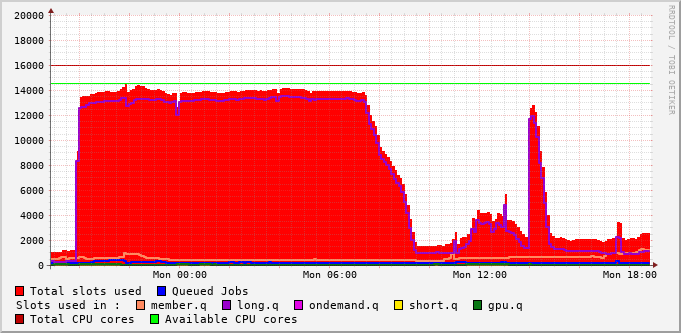 20000
18000
16000
14000
12000
10000
8000
6000
4000
2000
0
Mon 00:00 Mon 06:00 Mon 12:00 Mon 18:00
RRDTOOL / TOBI OETIKER
Total slots used Queued Jobs
Slots used in : member.q long.q ondemand.q short.q gpu.q
Total CPU cores Available CPU cores